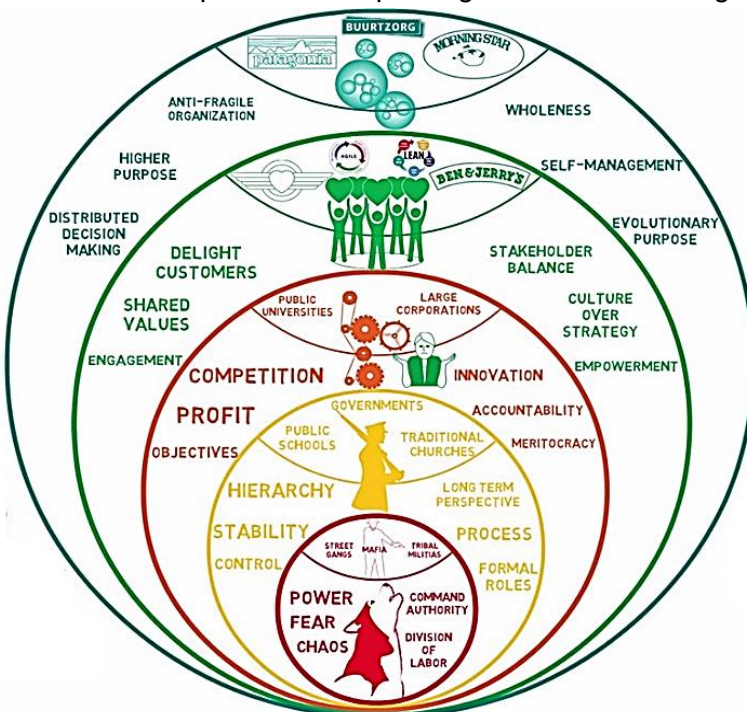 BUURTZORG
patagonia
MORNING STAR
ANTI-FRAGILE
ORGANIZATION
WHOLENESS
HIGHER
PURPOSE
SELF-MANAGEMENT
DISTRIBUTED
DECISION
MAKING
EVOLUTIONARY
PURPOSE
AGILE
LEAN
BEN & JERRY'S
DELIGHT
CUSTOMERS
STAKEHOLDER
BALANCE
SHARED
VALUES
CULTURE
OVER
STRATEGY
ENGAGEMENT
EMPOWERMENT
PUBLIC
UNIVERSITIES
LARGE
CORPORATIONS
COMPETITION
INNOVATION
PROFIT
ACCOUNTABILITY
OBJECTIVES
MERITOCRACY
GOVERNMENTS
PUBLIC
SCHOOLS
TRADITIONAL
CHURCHES
HIERARCHY
LONG TERM
PERSPECTIVE
STABILITY
PROCESS
CONTROL
FORMAL
ROLES
STREET
GANGS
MAFIA
TRIBAL
MILITIAS
POWER
FEAR
CHAOS
COMMAND
AUTHORITY
DIVISION
OF
LABOR